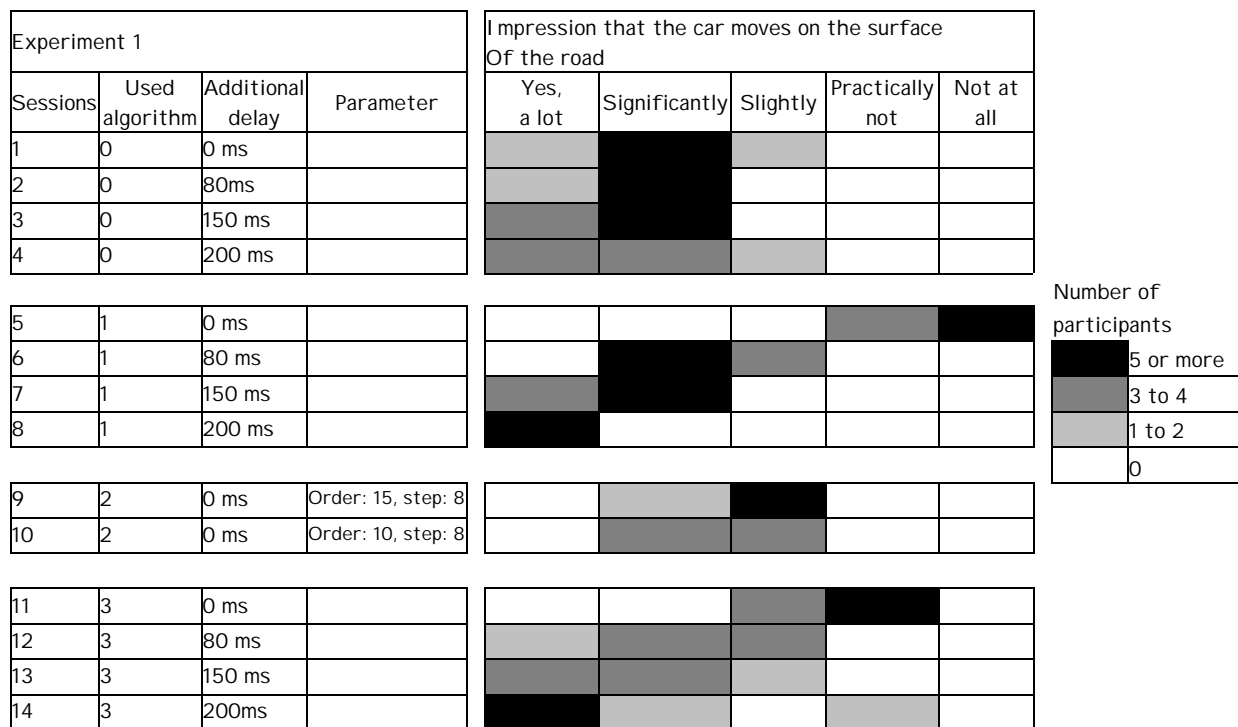 Experiment 1
Impression that the car moves on the surface
Of the road
Sessions Used algorithm Additional delay Parameter Yes, a lot Significantly Slightly Practically not Not at all
1 0 0 ms
2 0 80ms
3 0 150 ms
4 0 200 ms
5 1 0 ms
6 1 80 ms
7 1 150 ms
8 1 200 ms
Number of
participants
5 or more
3 to 4
1 to 2
0
9 2 0 ms Order: 15, step: 8
10 2 0 ms Order: 10, step: 8
11 3 0 ms
12 3 80 ms
13 3 150 ms
14 3 200ms